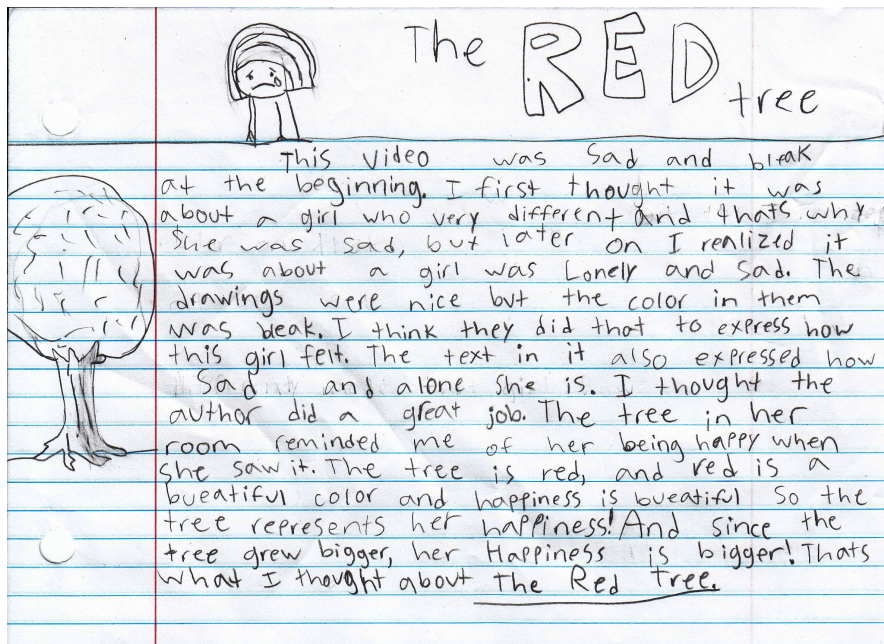 The RED tree
This video was sad and bleak
at the beginning. I first thought it was
about a girl who very different and thats why
She was sad, but later on I realized it
was about a girl was Lonely and sad. The
drawings were nice but the color in them
was bleak. I think they did that to express how
this girl felt. The text in it also expressed how
Sad and alone she is. I thought the
author did a great job. The tree in her
room reminded me of her being happy when
she saw it. The tree is red, and red is a
bueatiful color and happiness is bueatiful So the
tree represents her happiness! And since the
tree grew bigger, her Happiness is bigger! Thats
what I thought about The Red Tree.